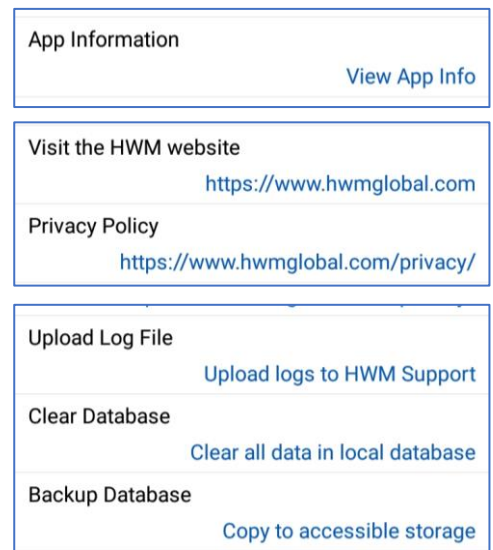 App Information
View App Info
Visit the HWM website
https://www.hwmglobal.com
Privacy Policy
https://www.hwmglobal.com/privacy/
Upload Log File
Upload logs to HWM Support
Clear Database
Clear all data in local database
Backup Database
Copy to accessible storage